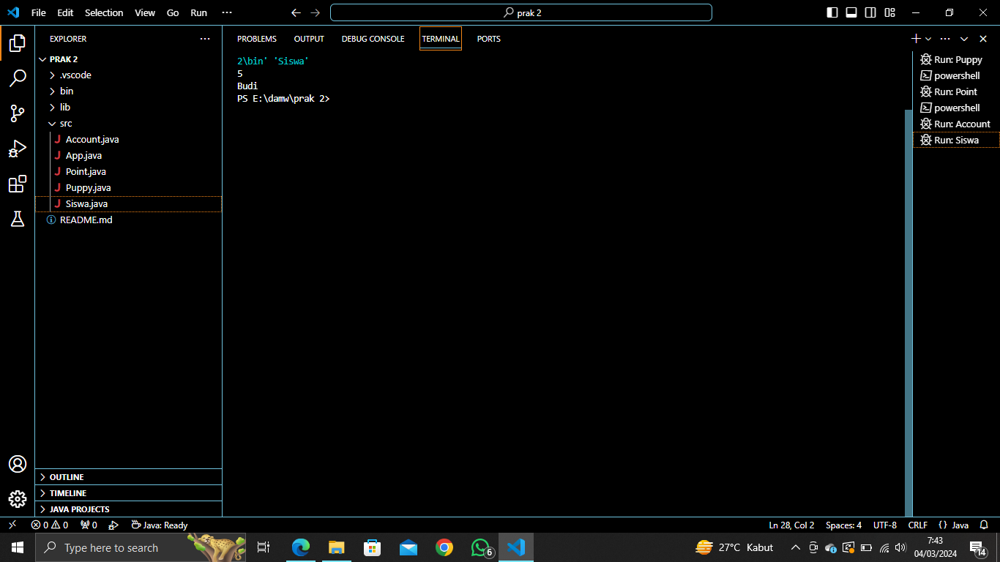 File Edit Selection View Go Run ···
prak 2
EXPLORER ···
PRAK 2
.vscode
bin
lib
src
J Account.java
J App.java
J Point.java
J Puppy.java
J Siswa.java
README.md
OUTLINE
TIMELINE
JAVA PROJECTS
PROBLEMS OUTPUT DEBUG CONSOLE TERMINAL PORTS
2\bin' 'Siswa'
5
Budi
PS E:\damw\prak 2>
Run: Puppy
powershell
Run: Point
powershell
Run: Account
Run: Siswa
0 0 0 Java: Ready Ln 28, Col 2 Spaces: 4 UTF-8 CRLF {} Java
Type here to search 6 27°C Kabut 7:43
04/03/2024 14